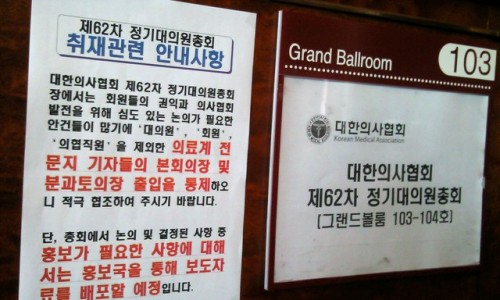 제62차 정기대의원총회
취재관련 안내사항
대한의사협회 제62차 정기대의원총회
장에서는 회원들의 권익과 의사협회
발전을 위해 심도 있는 논의가 필요한
안건들이 많기에 '대의원', '회원',
'의협직원' 을 제외한 의료계 전
문지 기자들의 본회의장 및
분과토의장 출입을 통제하오
니 적극 협조하여 주시기 바랍니다.
단, 총회에서 논의 및 결정된 사항 중
홍보가 필요한 사항에 대해
서는 홍보국을 통해 보도자
료를 배포할 예정입니다.
Grand Ballroom 103
대한의사협회
Korean Medical Association
대한의사협회
제62차 정기대의원총회
[그랜드볼룸 103-104호]